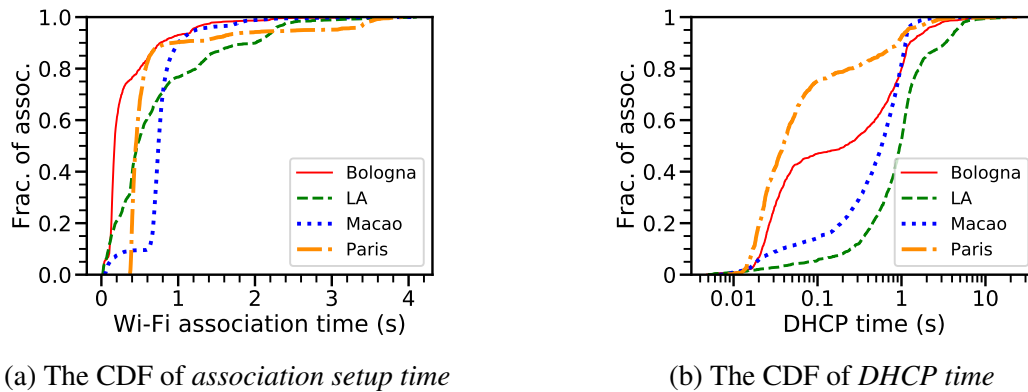 1.0
0.8
0.6
0.4
0.2
0.0
Frac. of assoc.
Bologna
LA
Macao
Paris
0 1 2 3 4
Wi-Fi association time (s)
(a) The CDF of association setup time
1.0
0.8
0.6
0.4
0.2
0
Frac. of assoc.
Bologna
LA
Macao
Paris
0.01 0.1 1 10
DHCP time (s)
(b) The CDF of DHCP time